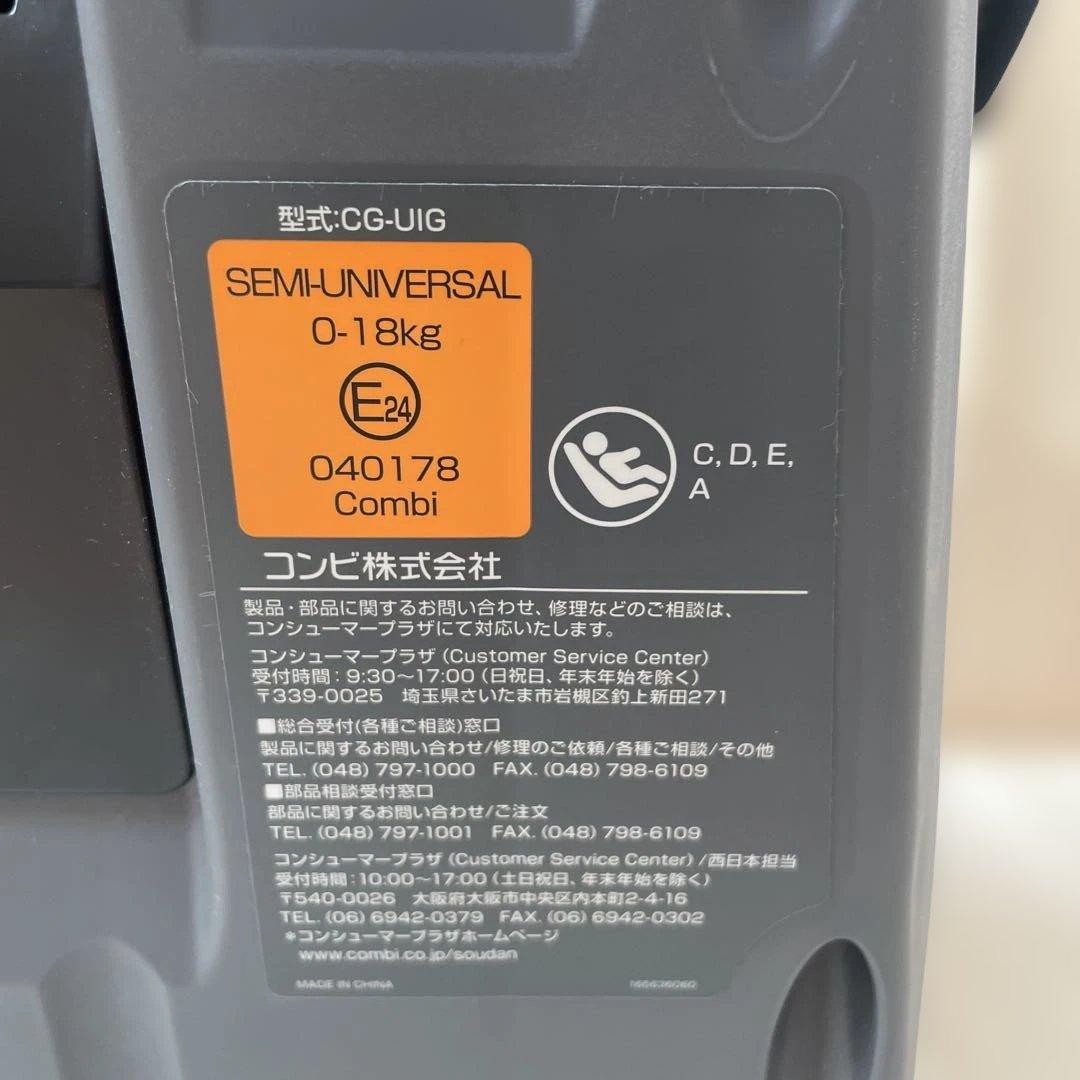 型式:CG-UIG
SEMI-UNIVERSAL
0-18kg
E24
040178
Combi
C, D, E,
A
コンビ株式会社
製品・部品に関するお問い合わせ、修理などのご相談は、
コンシューマープラザにて対応いたします。
コンシューマープラザ (Customer Service Center)
受付時間：9:30～17:00 (日祝日、年末年始を除く)
〒339-0025 埼玉県さいたま市岩槻区釣上新田271
■総合受付(各種ご相談)窓口
製品に関するお問い合わせ/修理のご依頼/各種ご相談/その他
TEL. (048) 797-1000 FAX. (048) 798-6109
■部品相談受付窓口
部品に関するお問い合わせ/ご注文
TEL. (048) 797-1001 FAX. (048) 798-6109
コンシューマープラザ (Customer Service Center) /西日本担当
受付時間：10:00～17:00 (土日祝日、年末年始を除く)
〒540-0026 大阪府大阪市中央区内本町2-4-16
TEL. (06) 6942-0379 FAX. (06) 6942-0302
*コンシューマープラザホームページ
www.combi.co.jp/soudan
MADE IN CHINA